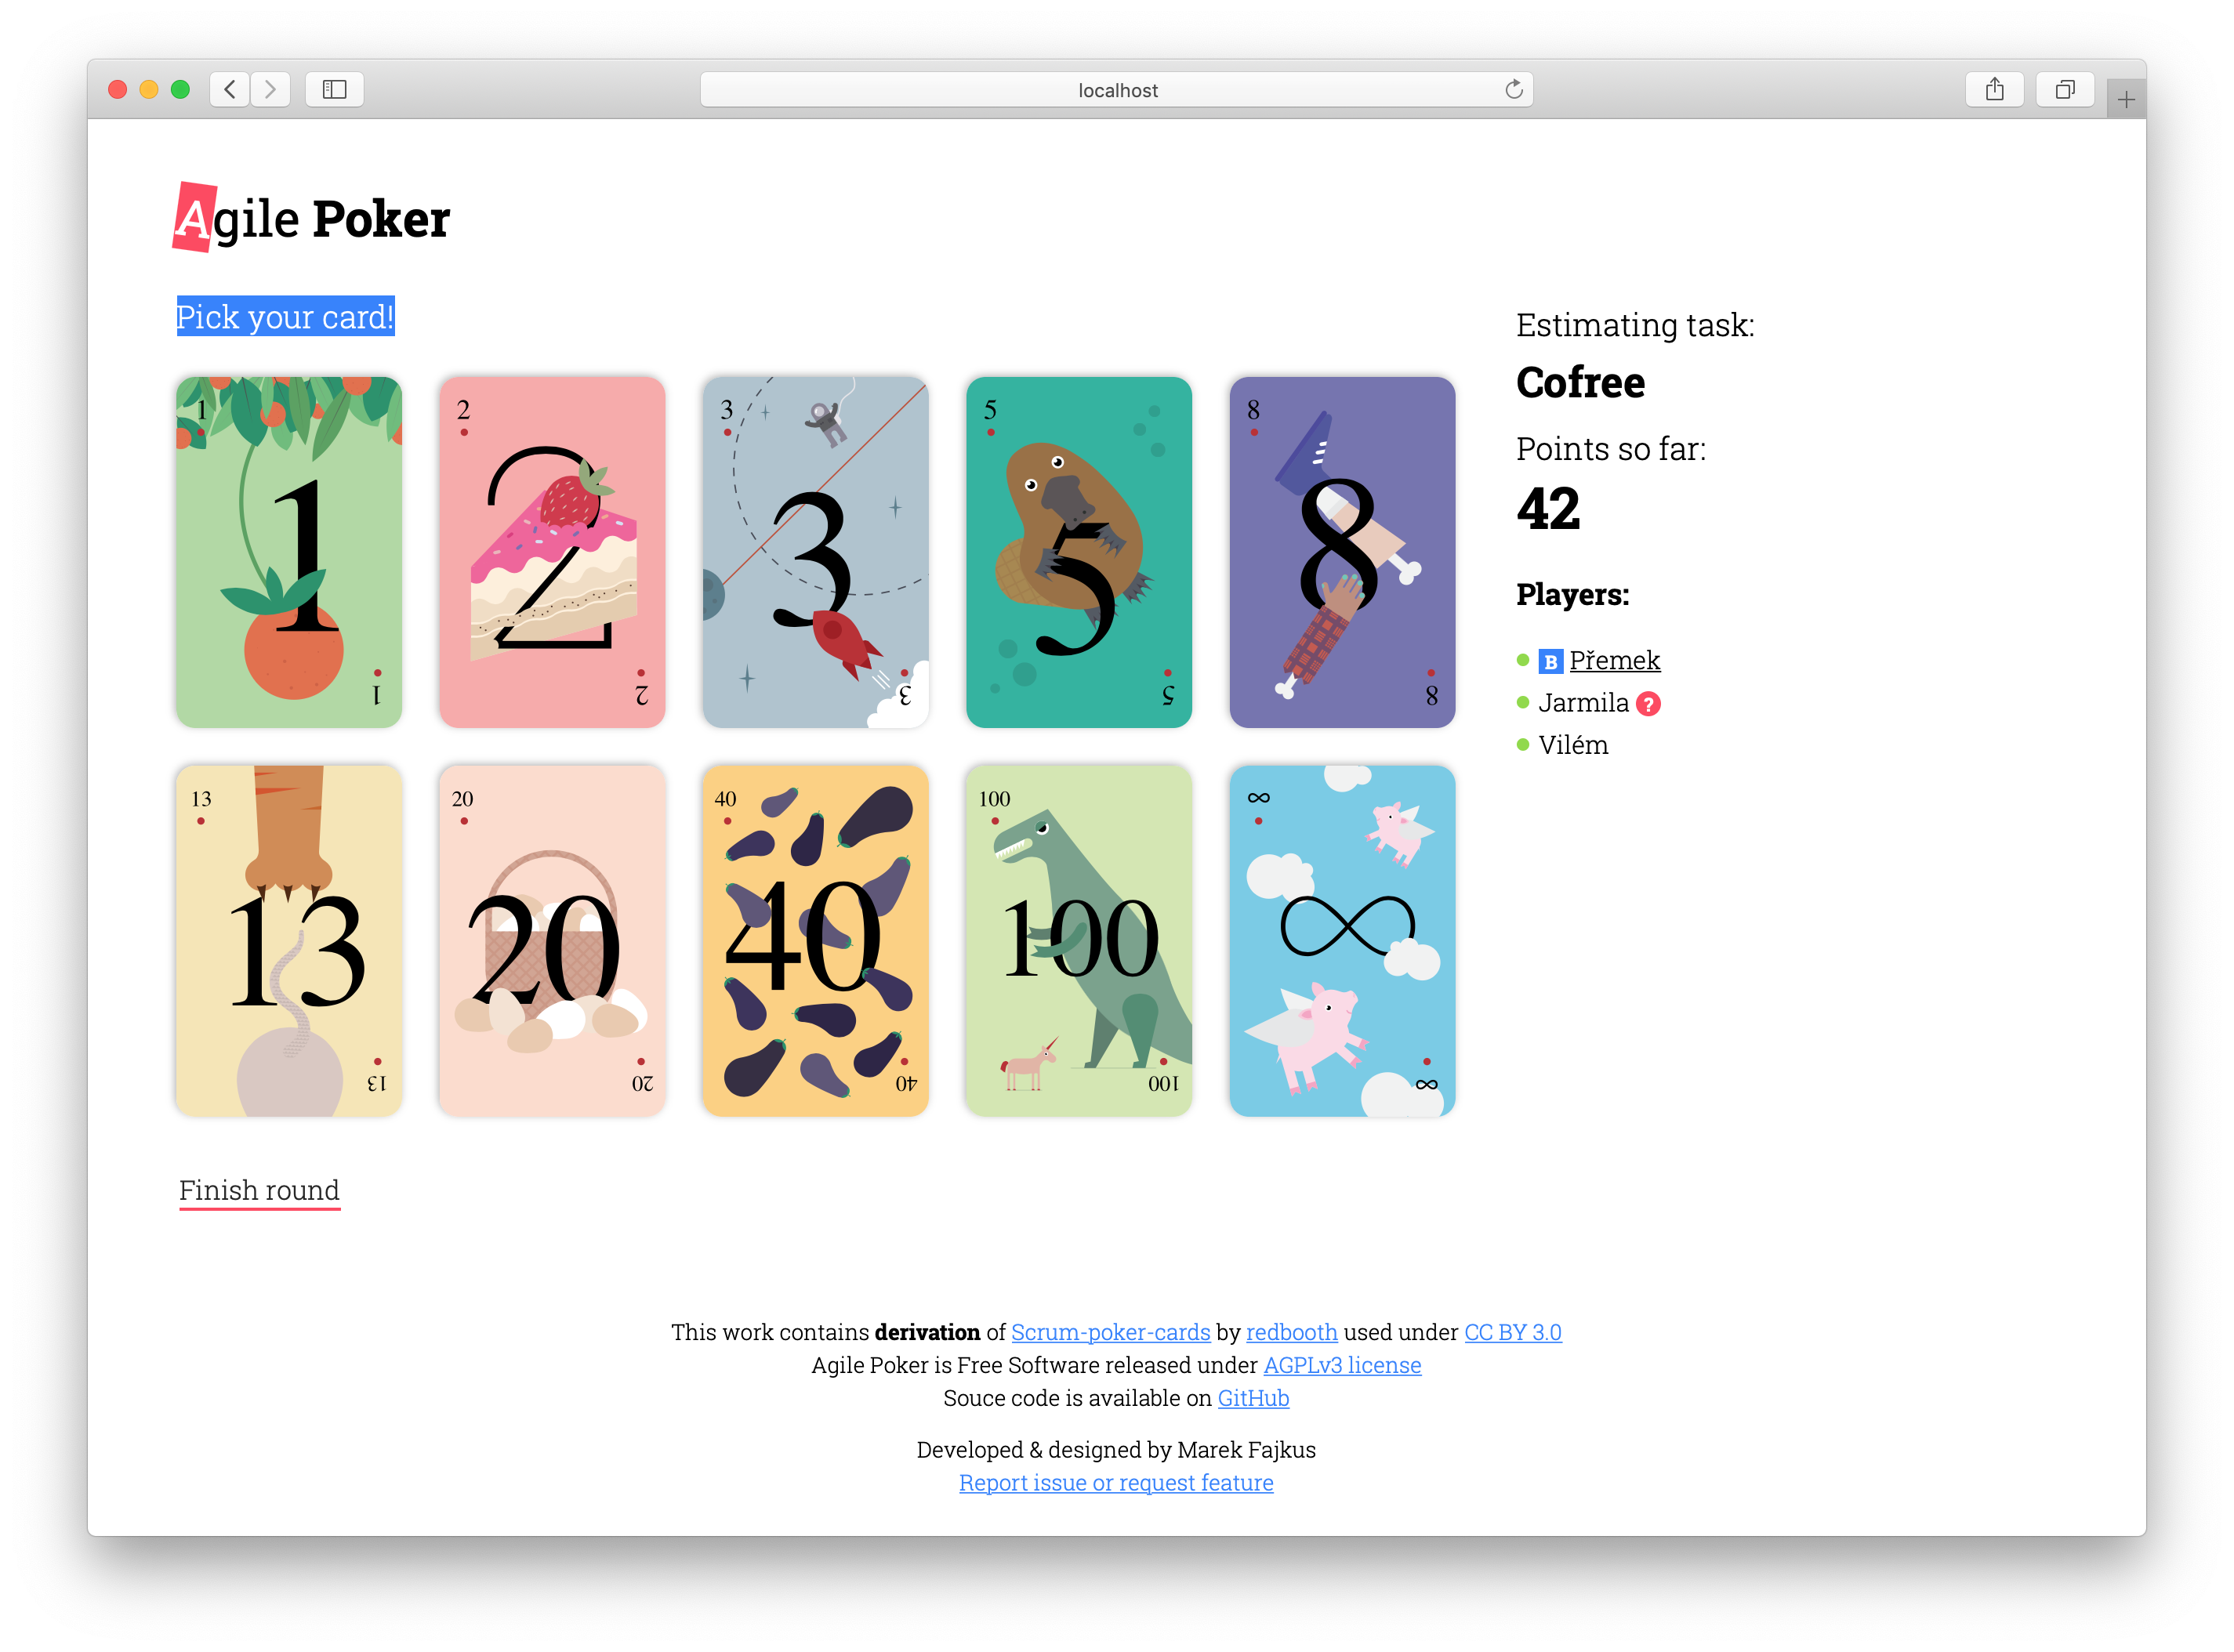 localhost
Agile Poker
Pick your card!
1
1
1
2
2
2
3
3
3
5
5
5
8
8
8
13
13
13
20
20
20
40
40
40
100
100
100
∞
∞
∞
Finish round
Estimating task:
Cofree
Points so far:
42
Players:
B Přemek
Jarmila ?
Vilém
This work contains derivation of Scrum-poker-cards by redbooth used under CC BY 3.0
Agile Poker is Free Software released under AGPLv3 license
Souce code is available on GitHub
Developed & designed by Marek Fajkus
Report issue or request feature